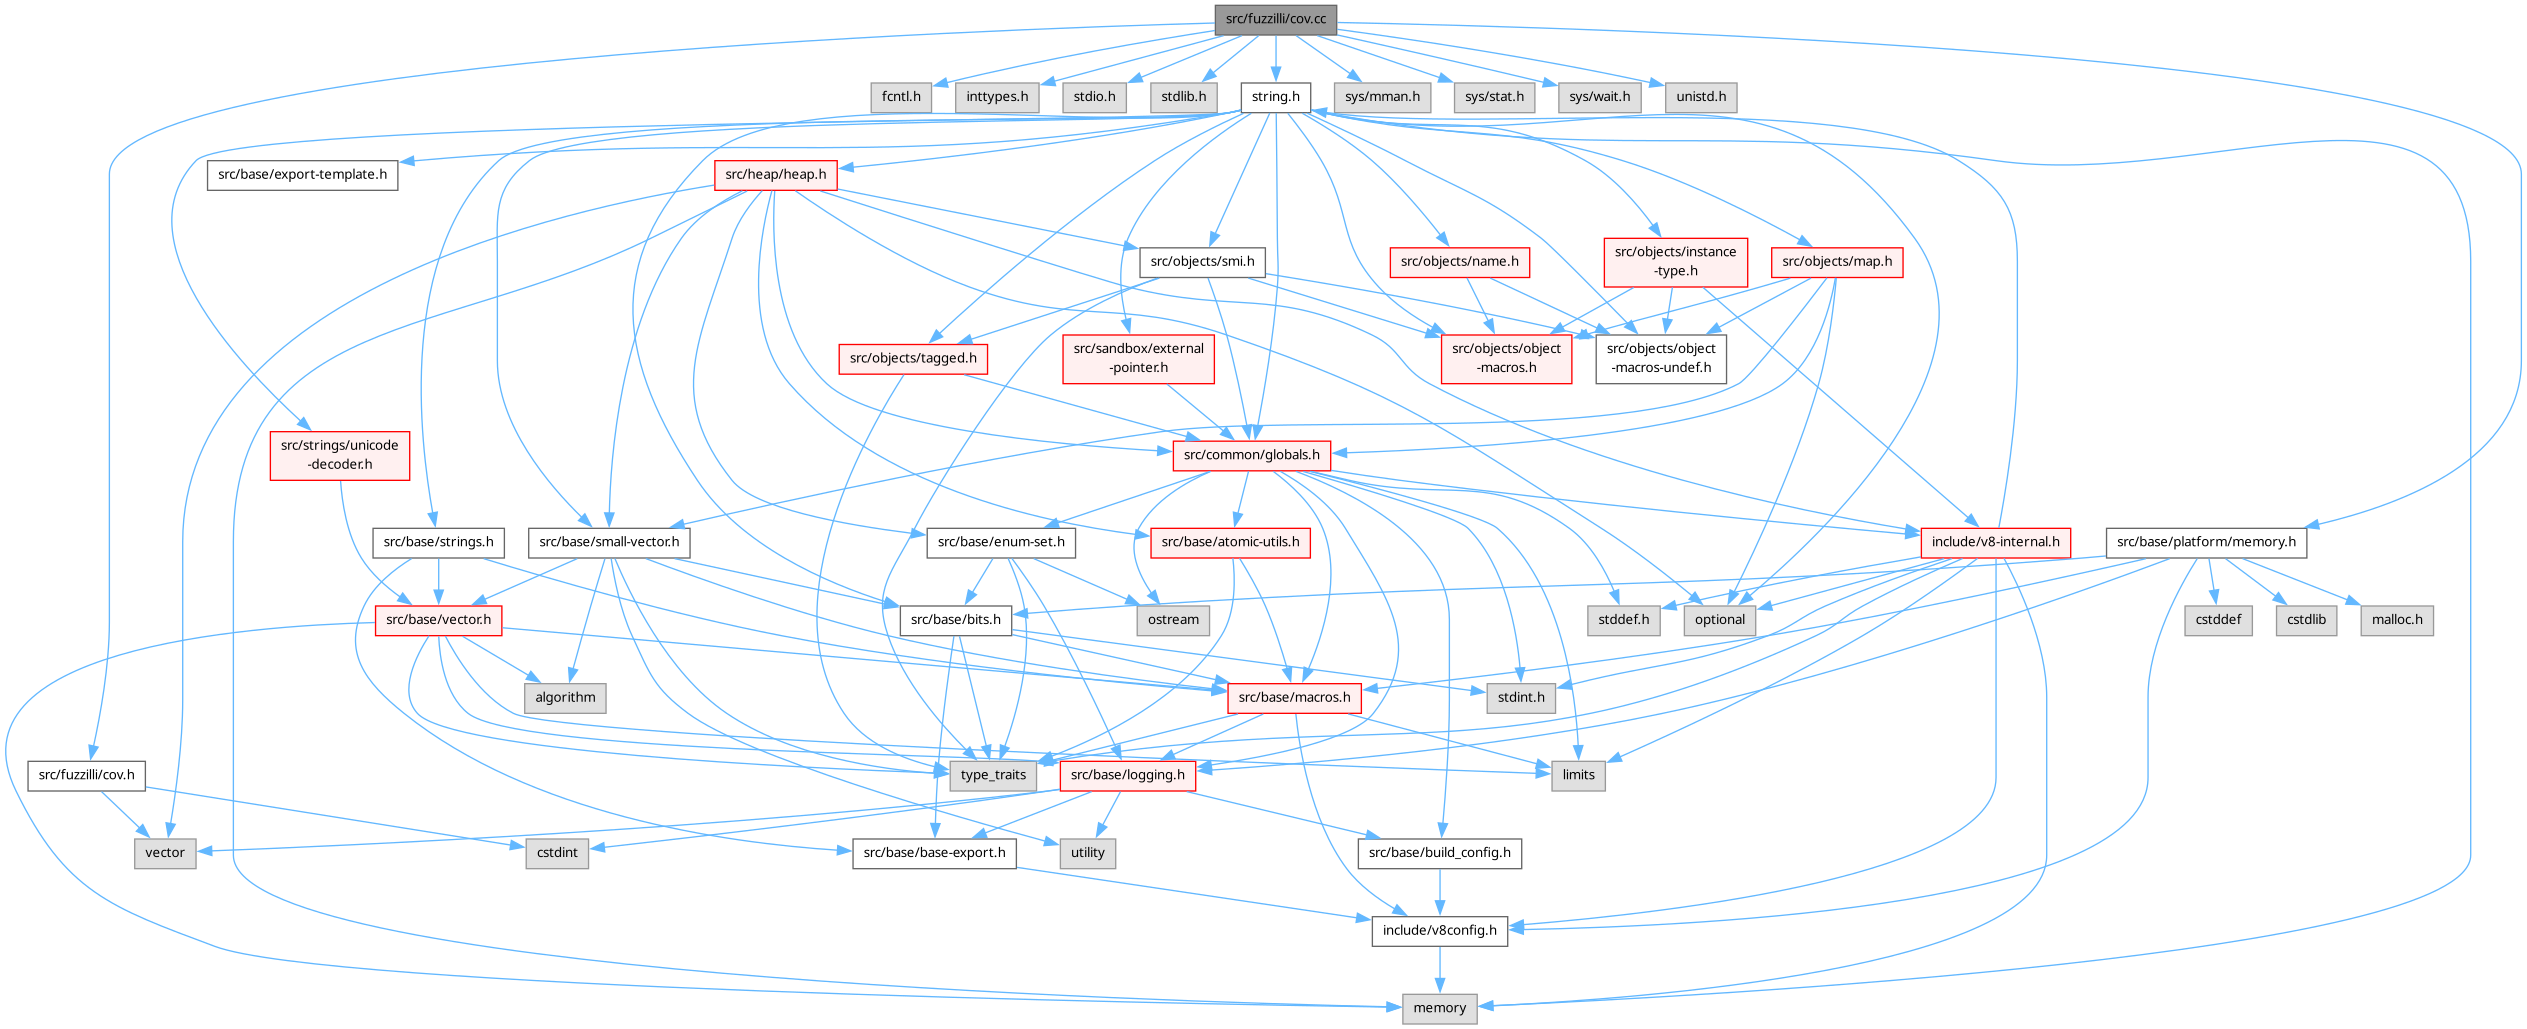 src/fuzzilli/cov.cc
fcntl.h
inttypes.h
stdio.h
stdlib.h
string.h
sys/mman.h
sys/stat.h
sys/wait.h
unistd.h
src/base/export-template.h
src/heap/heap.h
src/objects/smi.h
src/objects/name.h
src/objects/instance
-type.h
src/objects/map.h
src/objects/tagged.h
src/sandbox/external
-pointer.h
src/objects/object
-macros.h
src/objects/object
-macros-undef.h
src/strings/unicode
-decoder.h
src/common/globals.h
src/base/strings.h
src/base/small-vector.h
src/base/enum-set.h
src/base/atomic-utils.h
include/v8-internal.h
src/base/platform/memory.h
src/base/vector.h
src/base/bits.h
ostream
stddef.h
optional
cstddef
cstdlib
malloc.h
algorithm
src/base/macros.h
stdint.h
src/fuzzilli/cov.h
type_traits
src/base/logging.h
limits
vector
cstdint
src/base/base-export.h
utility
src/base/build_config.h
include/v8config.h
memory